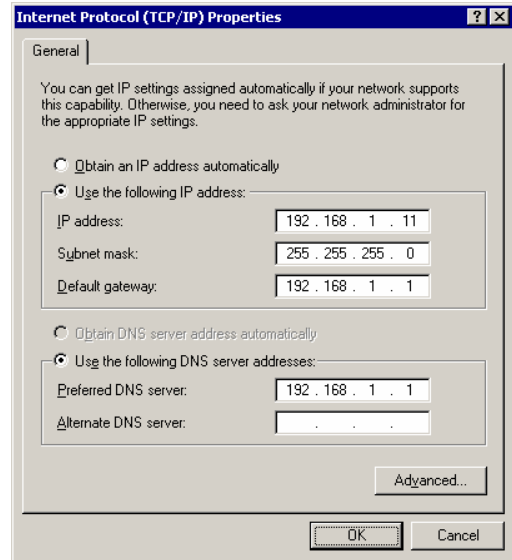 Internet Protocol (TCP/IP) Properties
General
You can get IP settings assigned automatically if your network supports
this capability. Otherwise, you need to ask your network administrator for
the appropriate IP settings.
Obtain an IP address automatically
Use the following IP address:
IP address: 192 . 168 . 1 . 11
Subnet mask: 255 . 255 . 255 . 0
Default gateway: 192 . 168 . 1 . 1
Obtain DNS server address automatically
Use the following DNS server addresses:
Preferred DNS server: 192 . 168 . 1 . 1
Alternate DNS server: . . .
Advanced...
OK Cancel